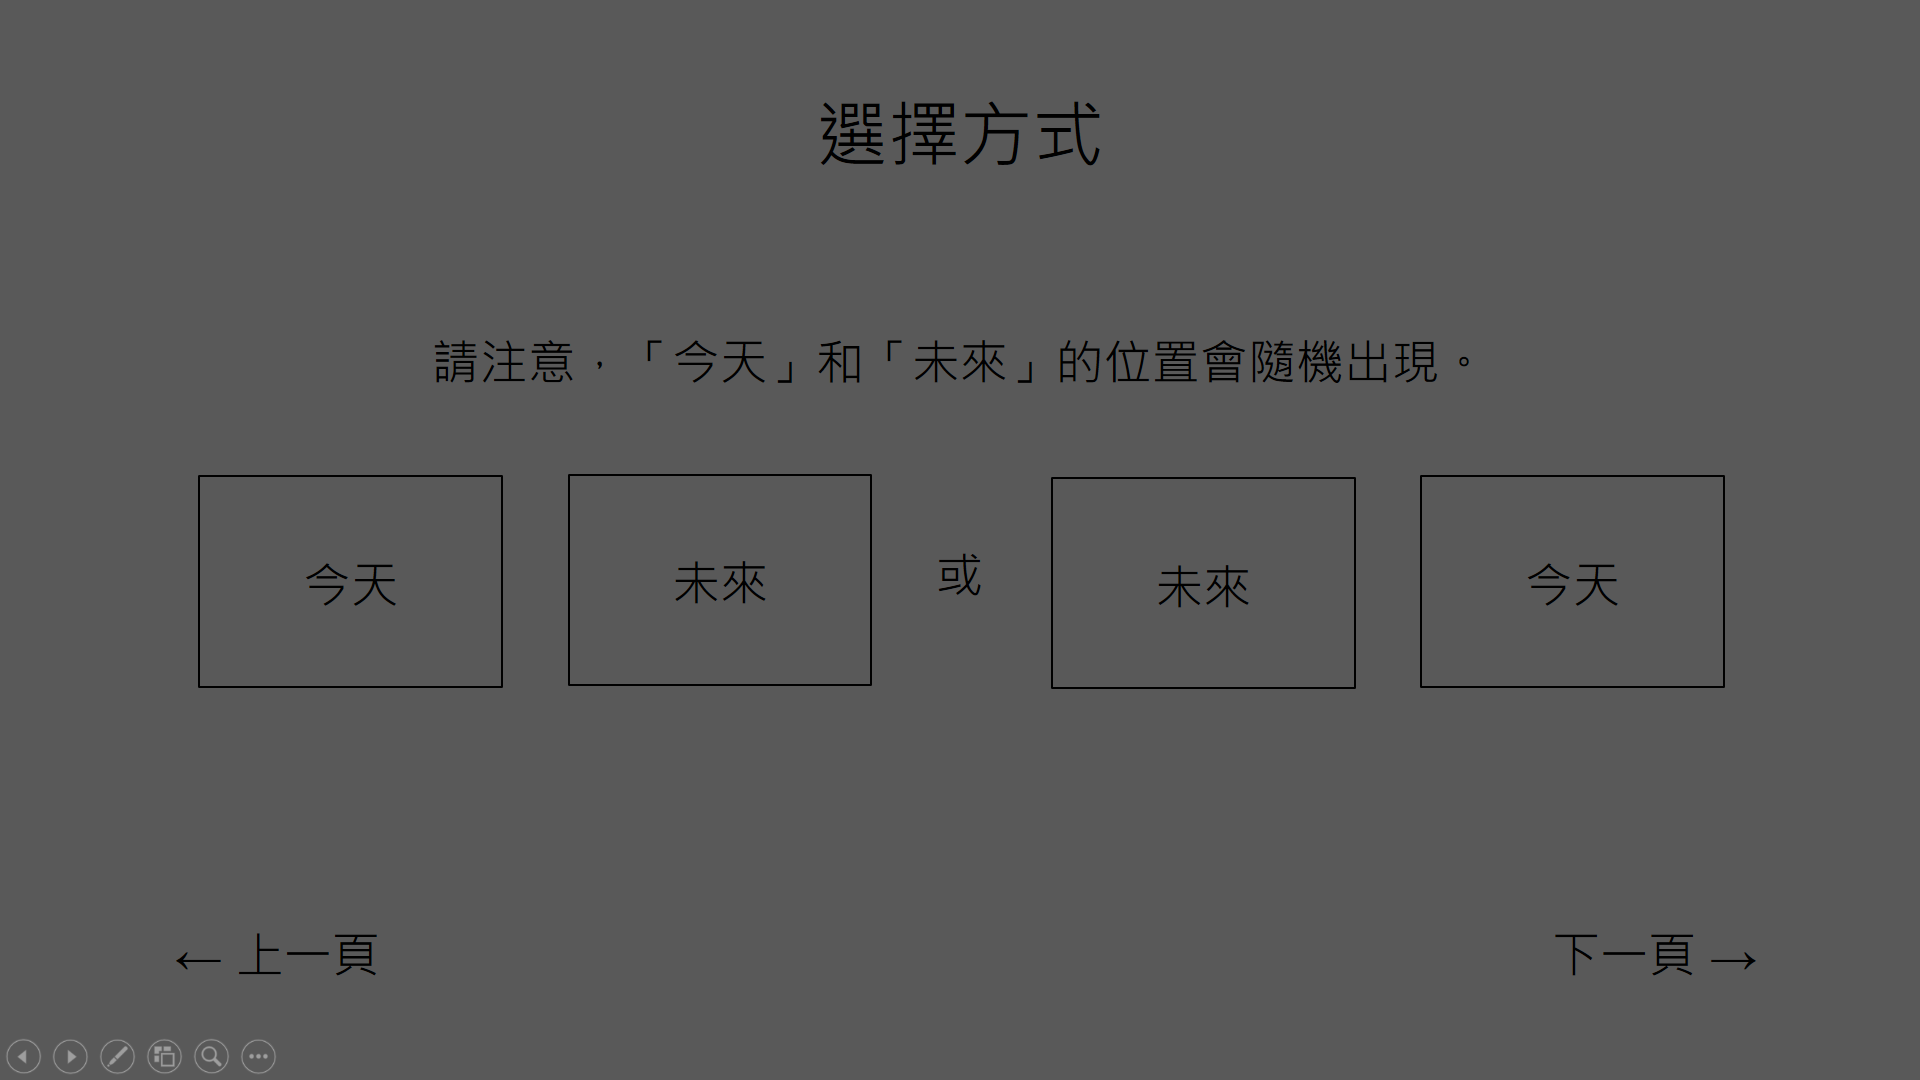 選擇方式
請注意，「今天」和「未來」的位置會隨機出現。
今天 未來 或 未來 今天
← 上一頁 下一頁 →